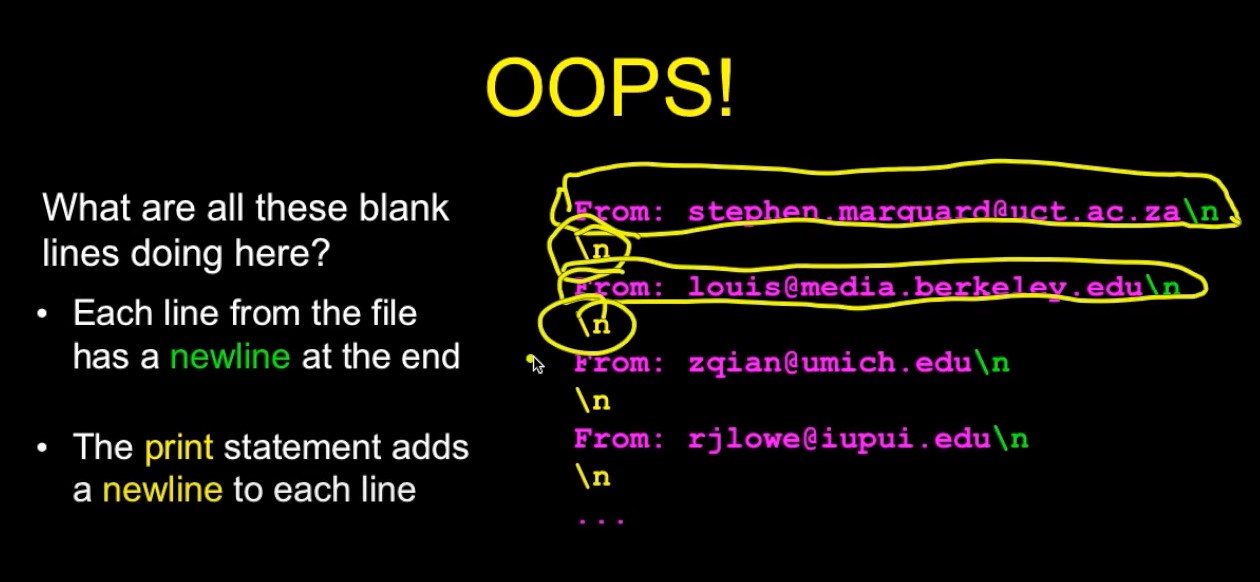 OOPS!
What are all these blank
lines doing here?
• Each line from the file
has a newline at the end
• The print statement adds
a newline to each line
From: stephen.marquard@uct.ac.za\n
\n
From: louis@media.berkeley.edu\n
\n
From: zqian@umich.edu\n
\n
From: rjlowe@iupui.edu\n
\n
...